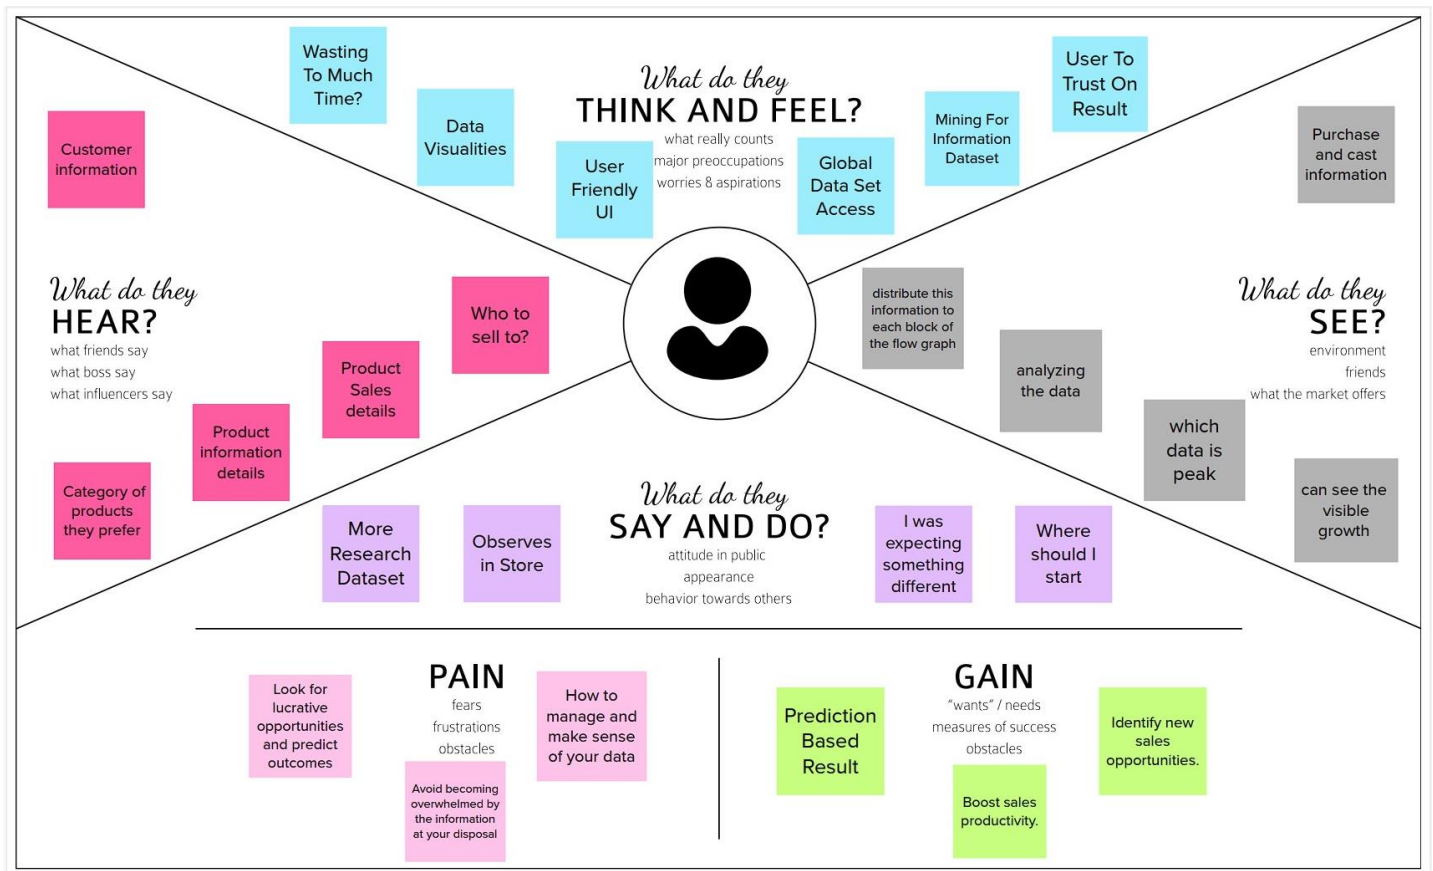 What do they
THINK AND FEEL?
what really counts
major preoccupations
worries & aspirations
Wasting
To Much
Time?
Data
Visualities
User
Friendly
UI
Global
Data Set
Access
Mining For
Information
Dataset
User To
Trust On
Result
What do they
HEAR?
what friends say
what boss say
what influencers say
Customer
information
Who to
sell to?
Product
Sales
details
Product
information
details
Category of
products
they prefer
What do they
SEE?
environment
friends
what the market offers
Purchase
and cast
information
distribute this
information to
each block of
the flow graph
analyzing
the data
which
data is
peak
can see the
visible
growth
What do they
SAY AND DO?
attitude in public
appearance
behavior towards others
More
Research
Dataset
Observes
in Store
I was
expecting
something
different
Where
should I
start
PAIN
fears
frustrations
obstacles
Look for
lucrative
opportunities
and predict
outcomes
Avoid becoming
overwhelmed by
the information
at your disposal
How to
manage and
make sense
of your data
GAIN
"wants" / needs
measures of success
obstacles
Prediction
Based
Result
Boost sales
productivity.
Identify new
sales
opportunities.